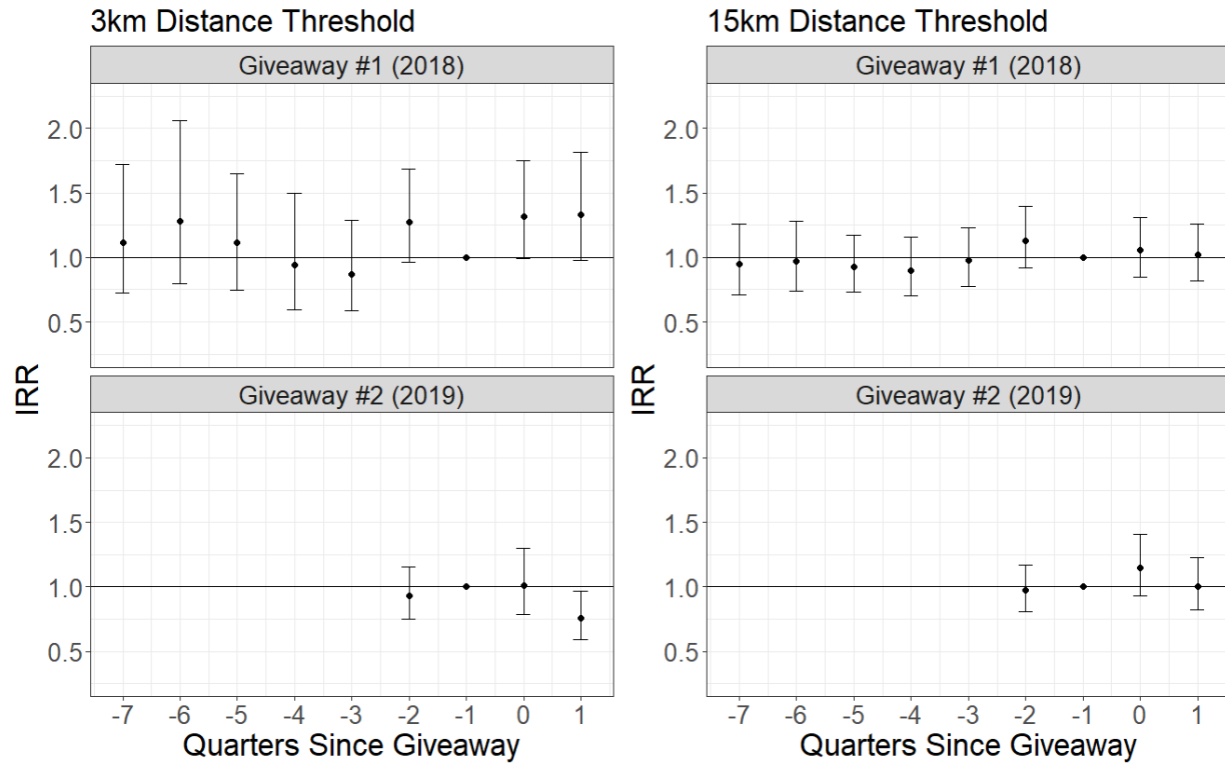 3km Distance Threshold
Giveaway #1 (2018)
2.0
1.5
1.0
0.5
Giveaway #2 (2019)
2.0
1.5
1.0
0.5
IRR
-7 -6 -5 -4 -3 -2 -1 0 1
Quarters Since Giveaway
15km Distance Threshold
Giveaway #1 (2018)
2.0
1.5
1.0
0.5
Giveaway #2 (2019)
2.0
1.5
1.0
0.5
IRR
-7 -6 -5 -4 -3 -2 -1 0 1
Quarters Since Giveaway